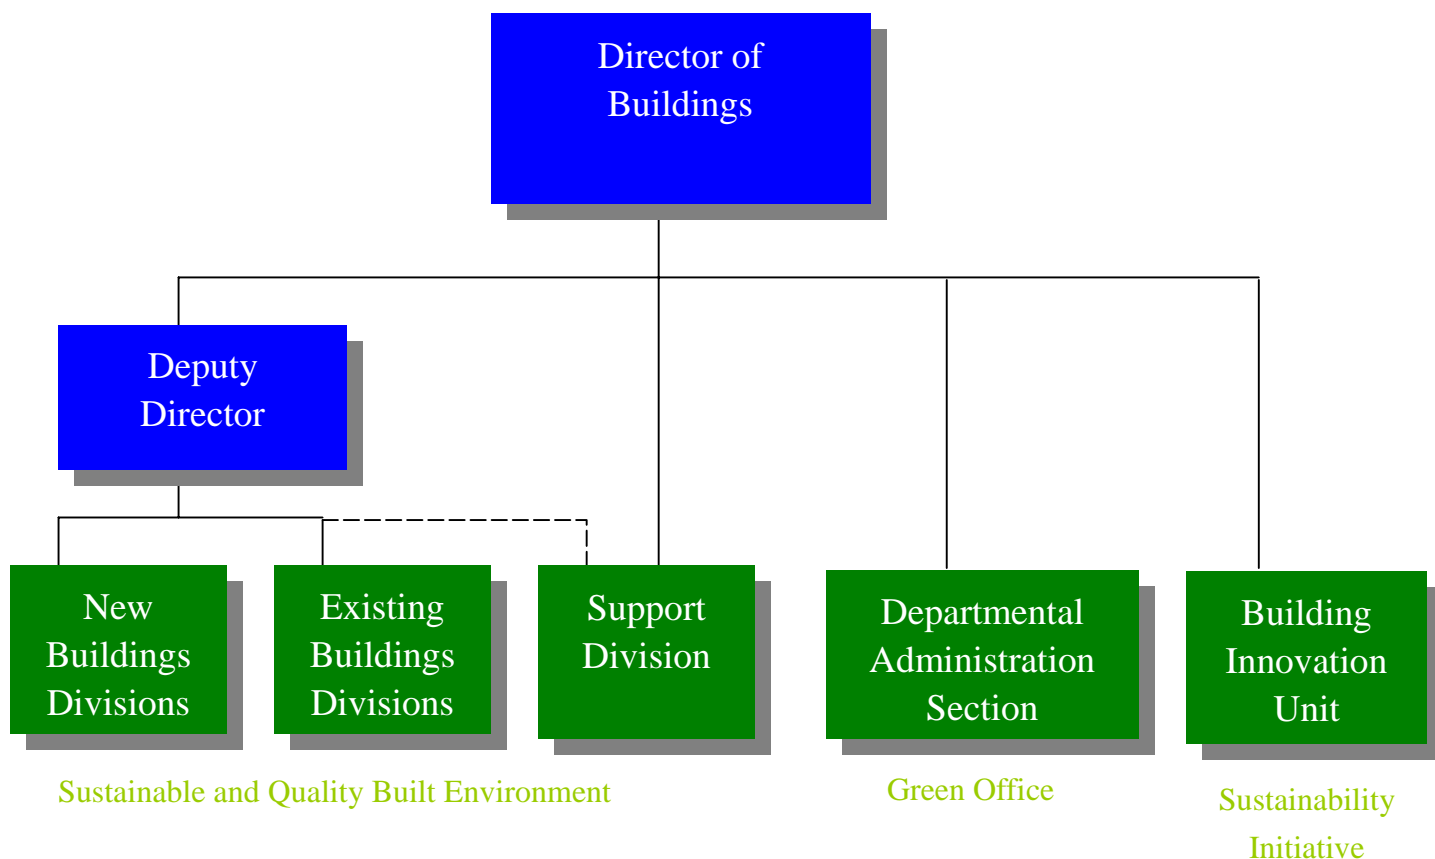 Director of
Buildings
Deputy
Director
New
Buildings
Divisions
Existing
Buildings
Divisions
Support
Division
Departmental
Administration
Section
Building
Innovation
Unit
Sustainable and Quality Built Environment
Green Office
Sustainability
Initiative